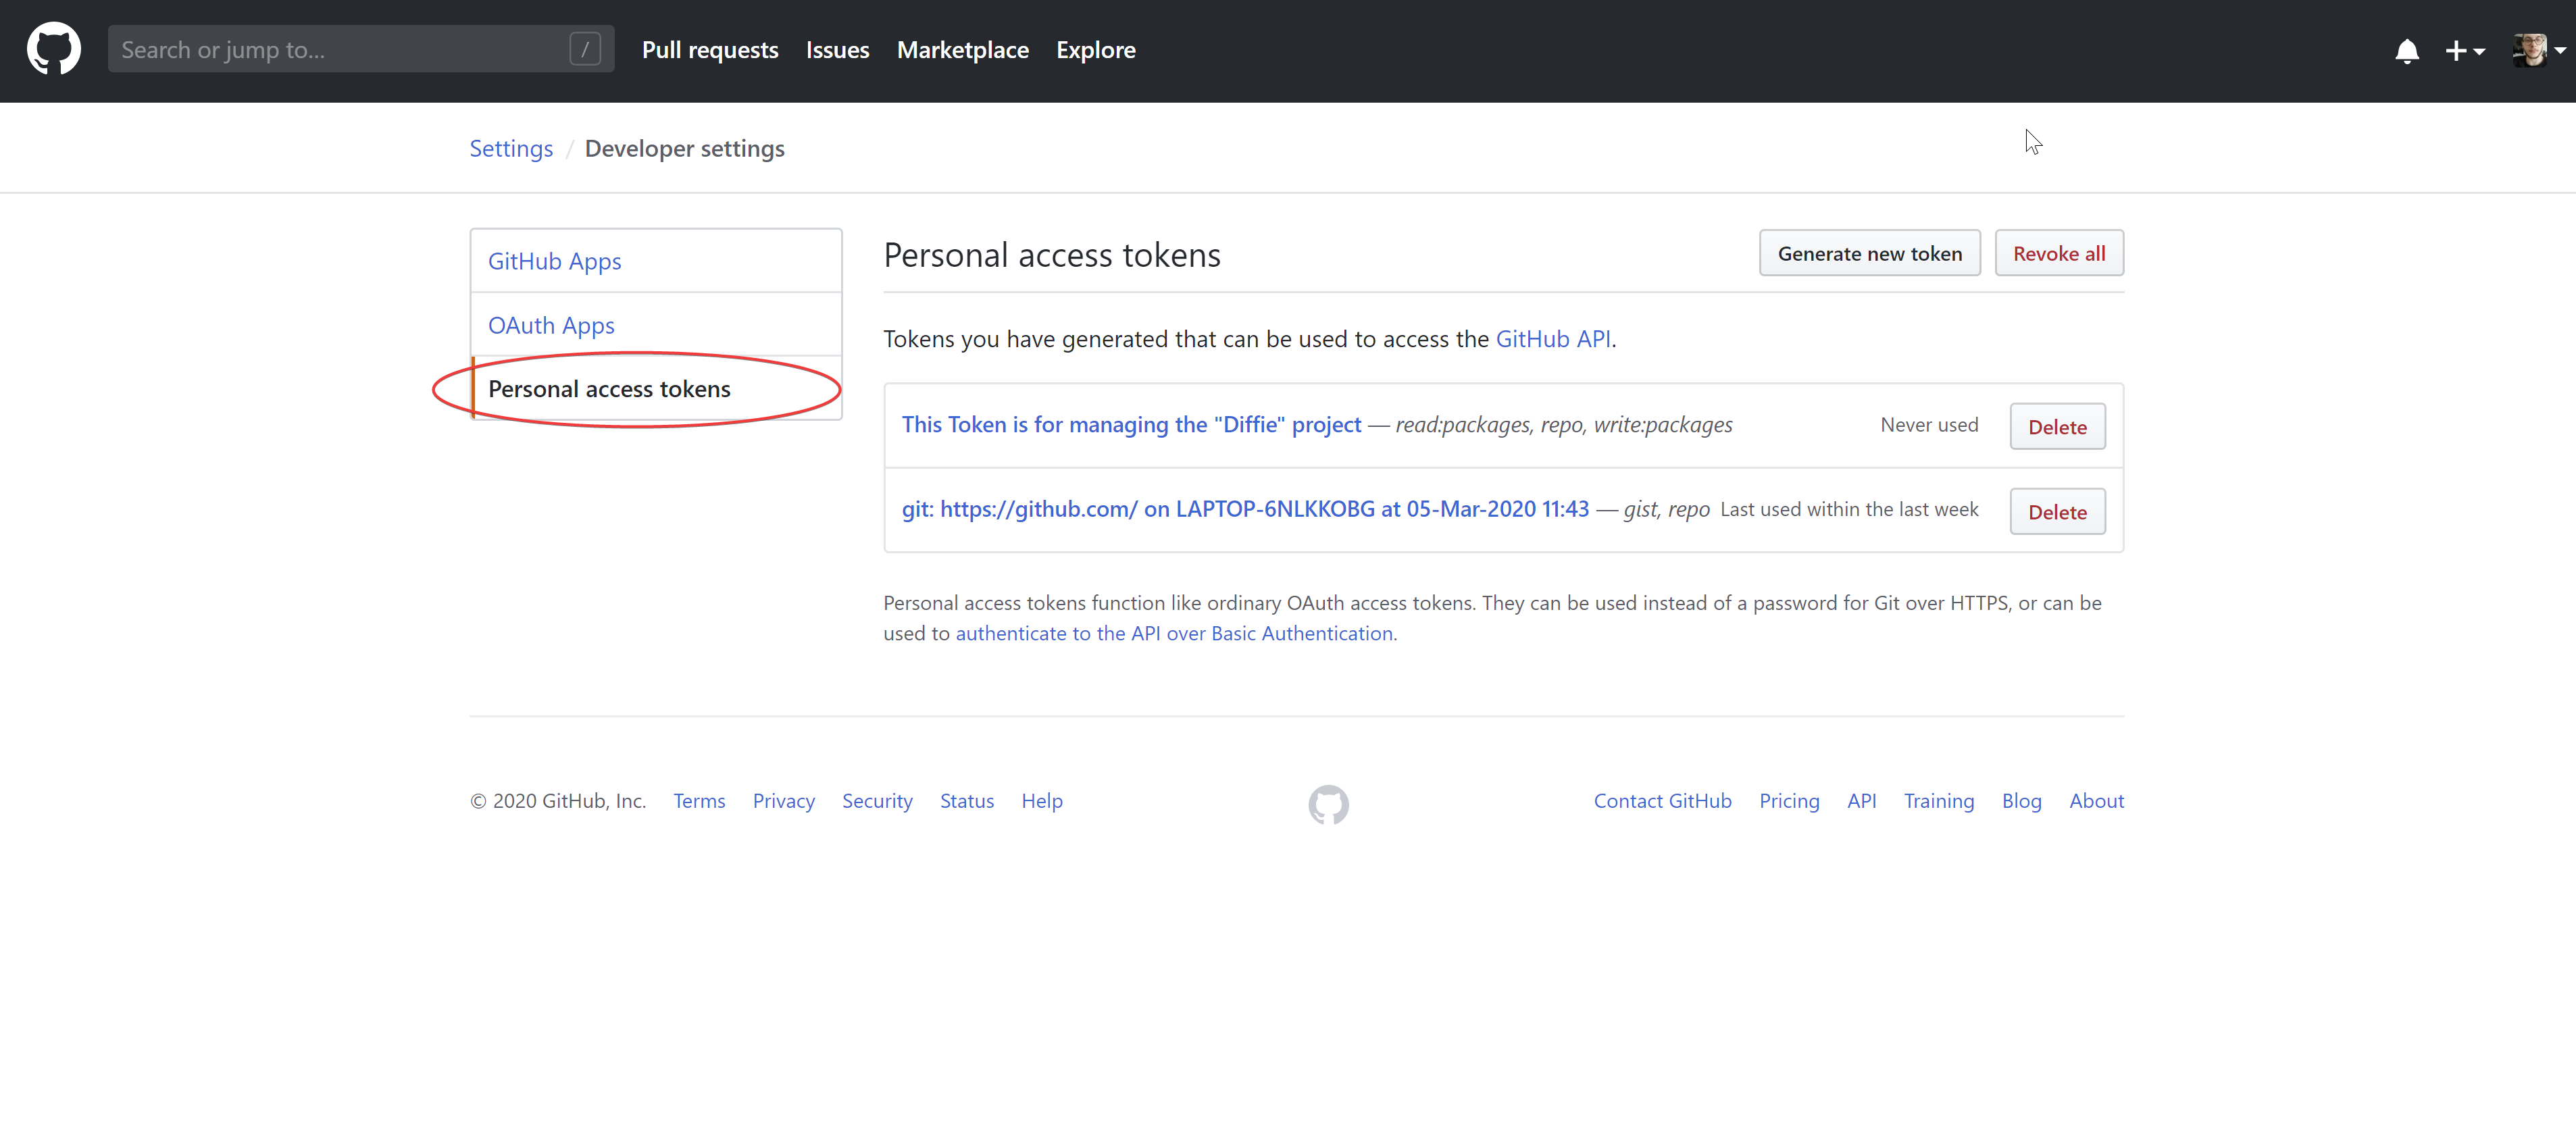 Search or jump to... /
Pull requests Issues Marketplace Explore
Settings / Developer settings
GitHub Apps
OAuth Apps
Personal access tokens
Personal access tokens
Generate new token Revoke all
Tokens you have generated that can be used to access the GitHub API.
This Token is for managing the "Diffie" project — read:packages, repo, write:packages Never used Delete
git: https://github.com/ on LAPTOP-6NLKKOBG at 05-Mar-2020 11:43 — gist, repo Last used within the last week Delete
Personal access tokens function like ordinary OAuth access tokens. They can be used instead of a password for Git over HTTPS, or can be
used to authenticate to the API over Basic Authentication.
© 2020 GitHub, Inc. Terms Privacy Security Status Help Contact GitHub Pricing API Training Blog About